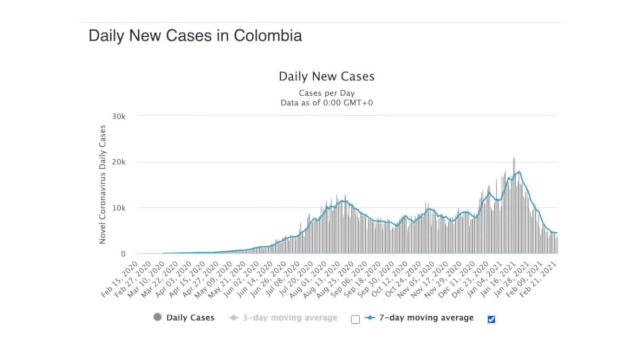 Daily New Cases in Colombia
Daily New Cases
Cases per Day
Data as of 0:00 GMT+0
Novel Coronavirus Daily Cases
30k
20k
10k
0
Feb 15, 2020
Feb 27, 2020
Mar 10, 2020
Mar 22, 2020
Apr 03, 2020
Apr 15, 2020
Apr 27, 2020
May 09, 2020
May 21, 2020
Jun 02, 2020
Jun 14, 2020
Jun 26, 2020
Jul 08, 2020
Jul 20, 2020
Aug 01, 2020
Aug 13, 2020
Aug 25, 2020
Sep 06, 2020
Sep 18, 2020
Sep 30, 2020
Oct 12, 2020
Oct 24, 2020
Nov 05, 2020
Nov 17, 2020
Nov 29, 2020
Dec 11, 2020
Dec 23, 2020
Jan 04, 2021
Jan 16, 2021
Jan 28, 2021
Feb 09, 2021
Feb 21, 2021
Daily Cases 3-day moving average 7-day moving average